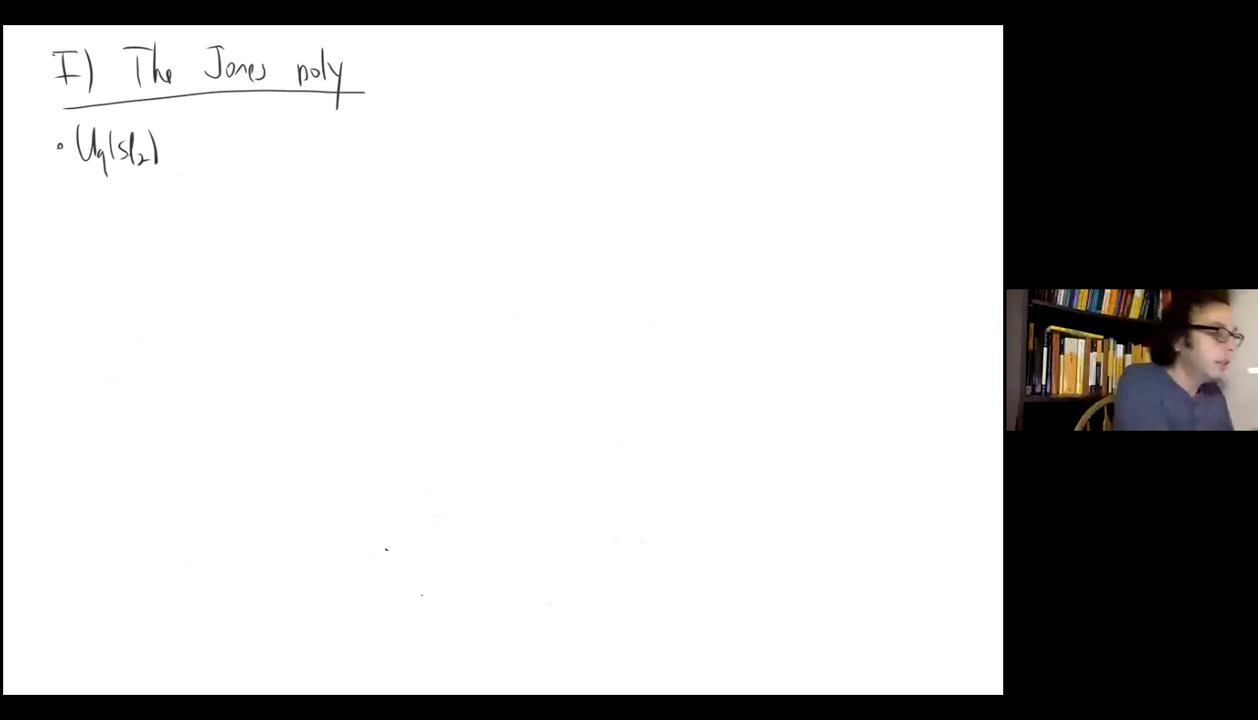 I) The Jones poly
• Uq(sl2)